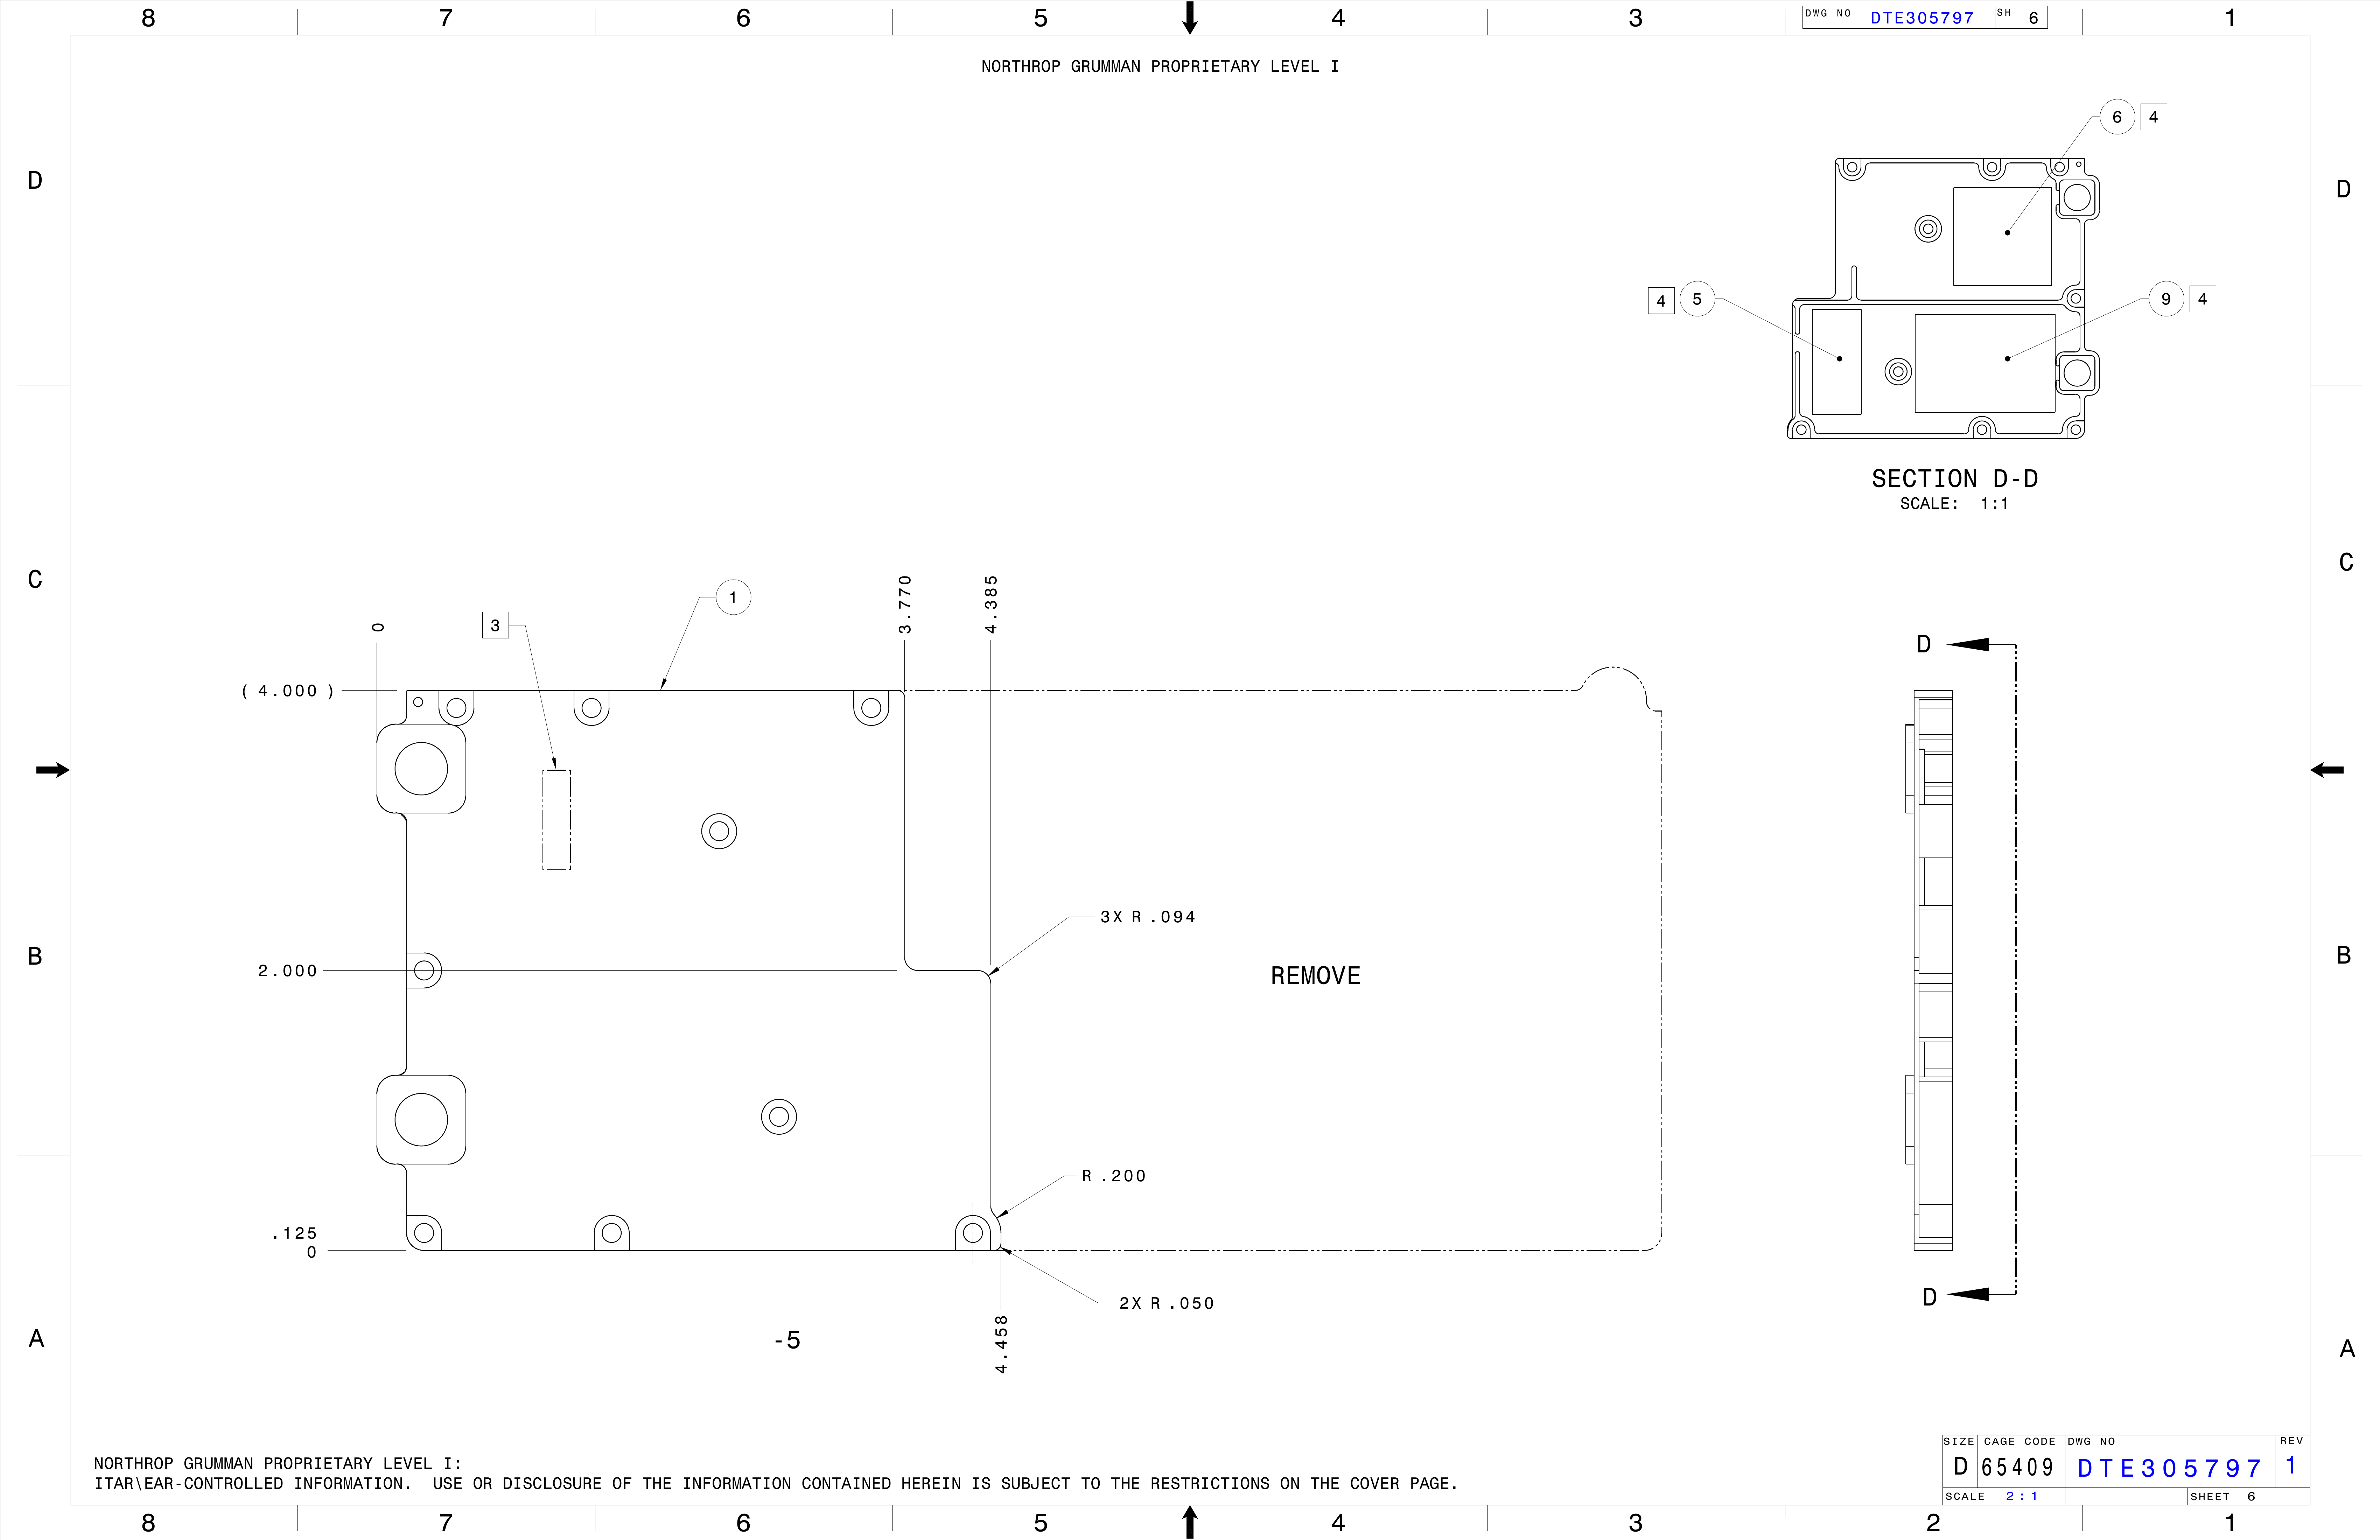 8 7 6 5 4 3 1
DWG NO DTE305797 SH 6
NORTHROP GRUMMAN PROPRIETARY LEVEL I
6 4
D D
4 5 9 4
SECTION D-D
SCALE: 1:1
C C
0 3 1 3.770 4.385
D
( 4.000 )
3X R .094
B B
2.000
REMOVE
R .200
.125
0
D
2X R .050
4.458
A A
-5
NORTHROP GRUMMAN PROPRIETARY LEVEL I:
ITAR\EAR-CONTROLLED INFORMATION. USE OR DISCLOSURE OF THE INFORMATION CONTAINED HEREIN IS SUBJECT TO THE RESTRICTIONS ON THE COVER PAGE.
SIZE CAGE CODE DWG NO REV
D 65409 DTE305797 1
SCALE 2:1 SHEET 6
8 7 6 5 4 3 2 1